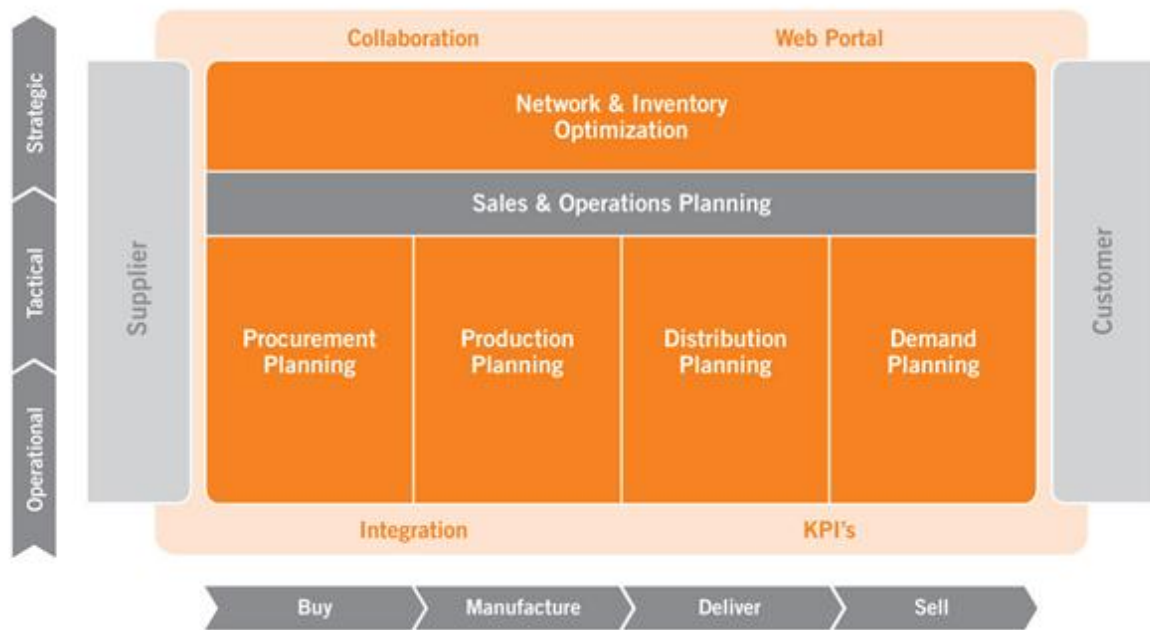 Collaboration
Web Portal
Strategic
Tactical
Operational
Supplier
Network & Inventory
Optimization
Sales & Operations Planning
Procurement
Planning
Production
Planning
Distribution
Planning
Demand
Planning
Customer
Integration
KPI's
Buy
Manufacture
Deliver
Sell